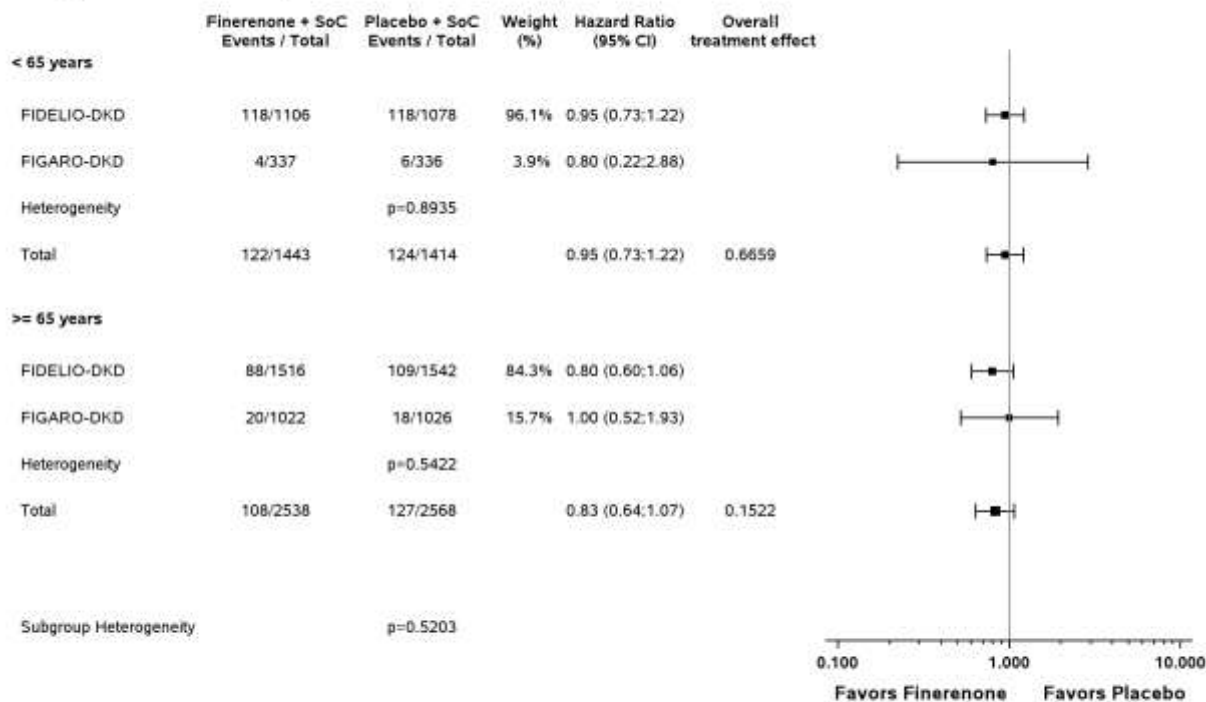 Finerenone + SoC Placebo + SoC Weight Hazard Ratio Overall
Events / Total Events / Total (%) (95% CI) treatment effect
< 65 years
FIDELIO-DKD 118/1106 118/1078 96.1% 0.95 (0.73;1.22)
FIGARO-DKD 4/337 6/336 3.9% 0.80 (0.22;2.88)
Heterogeneity p=0.8935
Total 122/1443 124/1414 0.95 (0.73;1.22) 0.6659
>= 65 years
FIDELIO-DKD 88/1516 109/1542 84.3% 0.80 (0.60;1.06)
FIGARO-DKD 20/1022 18/1026 15.7% 1.00 (0.52;1.93)
Heterogeneity p=0.5422
Total 108/2538 127/2568 0.83 (0.64;1.07) 0.1522
Subgroup Heterogeneity p=0.5203
0.100 1.000 10.000
Favors Finerenone Favors Placebo